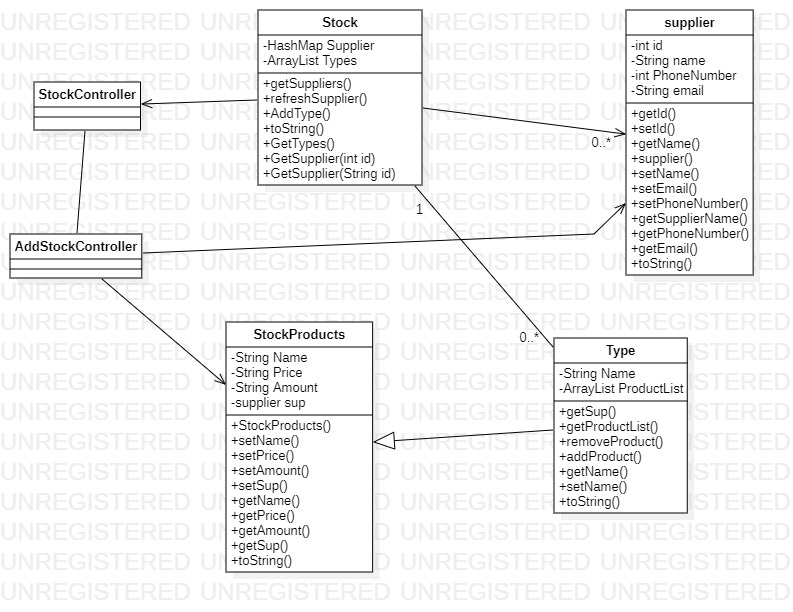 Stock
-HashMap Supplier
-ArrayList Types
+getSuppliers()
+refreshSupplier()
+AddType()
+toString()
+GetTypes()
+GetSupplier(int id)
+GetSupplier(String id)
supplier
-int id
-String name
-int PhoneNumber
-String email
+getId()
+setId()
+getName()
+supplier()
+setName()
+setEmail()
+setPhoneNumber()
+getSupplierName()
+getPhoneNumber()
+getEmail()
+toString()
StockController
0..*
1
AddStockController
StockProducts
-String Name
-String Price
-String Amount
-supplier sup
+StockProducts()
+setName()
+setPrice()
+setAmount()
+setSup()
+getName()
+getPrice()
+getAmount()
+getSup()
+toString()
0..*
Type
-String Name
-ArrayList ProductList
+getSup()
+getProductList()
+removeProduct()
+addProduct()
+getName()
+setName()
+toString()
UNREGISTERED